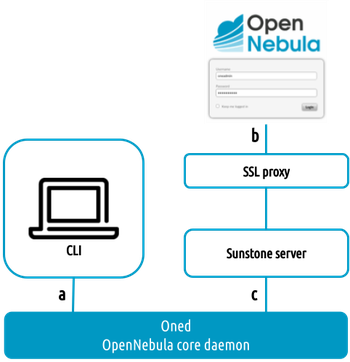 Open
Nebula
Username
oneadmin
Password
Keep me logged in
Login
b
SSL proxy
CLI
Sunstone server
a
c
Oned
OpenNebula core daemon